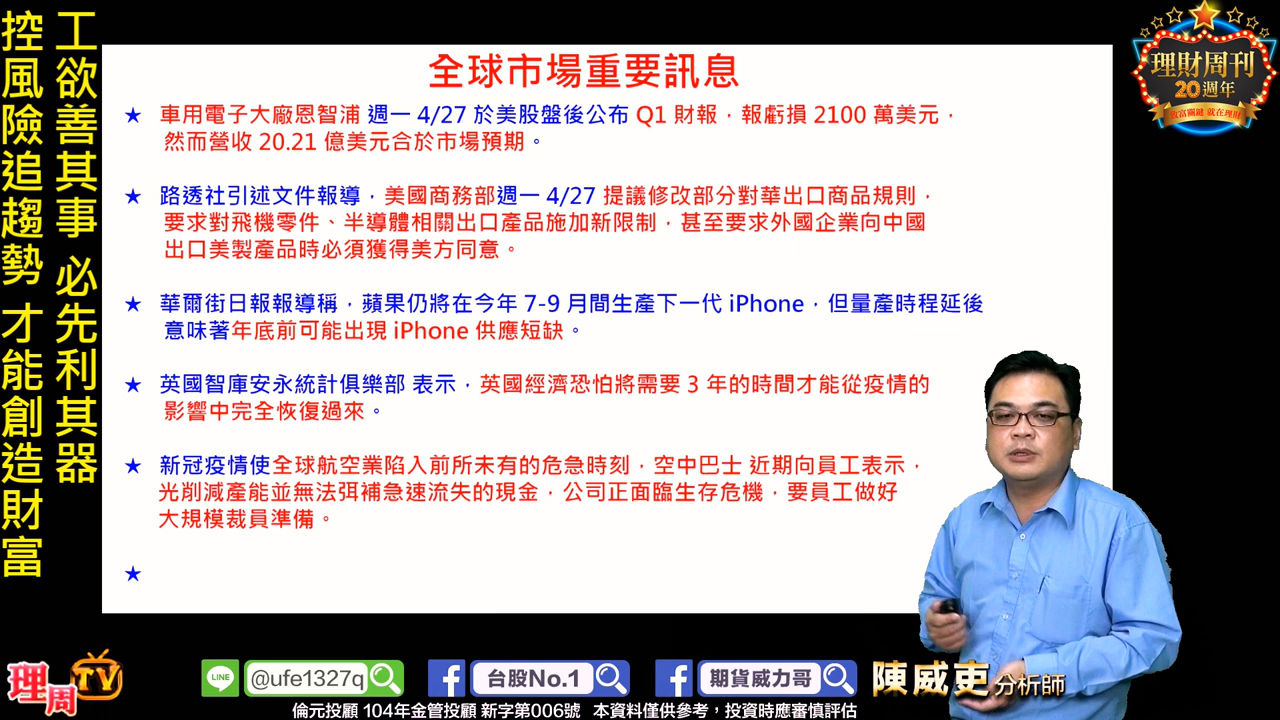 工欲善其事 必先利其器
控風險追趨勢 才能創造財富
全球市場重要訊息
★ 車用電子大廠恩智浦 週一 4/27 於美股盤後公布 Q1 財報，報虧損 2100 萬美元，
然而營收 20.21 億美元合於市場預期。
★ 路透社引述文件報導，美國商務部週一 4/27 提議修改部分對華出口商品規則，
要求對飛機零件、半導體相關出口產品施加新限制，甚至要求外國企業向中國
出口美製產品時必須獲得美方同意。
★ 華爾街日報報導稱，蘋果仍將在今年 7-9 月間生產下一代 iPhone，但量產時程延後
意味著年底前可能出現 iPhone 供應短缺。
★ 英國智庫安永統計俱樂部 表示，英國經濟恐怕將需要 3 年的時間才能從疫情的
影響中完全恢復過來。
★ 新冠疫情使全球航空業陷入前所未有的危急時刻，空中巴士 近期向員工表示，
光削減產能並無法弭補急速流失的現金，公司正面臨生存危機，要員工做好
大規模裁員準備。
★
理財周刊
20週年
致富關鍵 就在理財
理周TV
LINE @ufe1327q
f 台股No.1
f 期貨威力哥
陳威吏 分析師
倫元投顧 104年金管投顧 新字第006號 本資料僅供參考，投資時應審慎評估